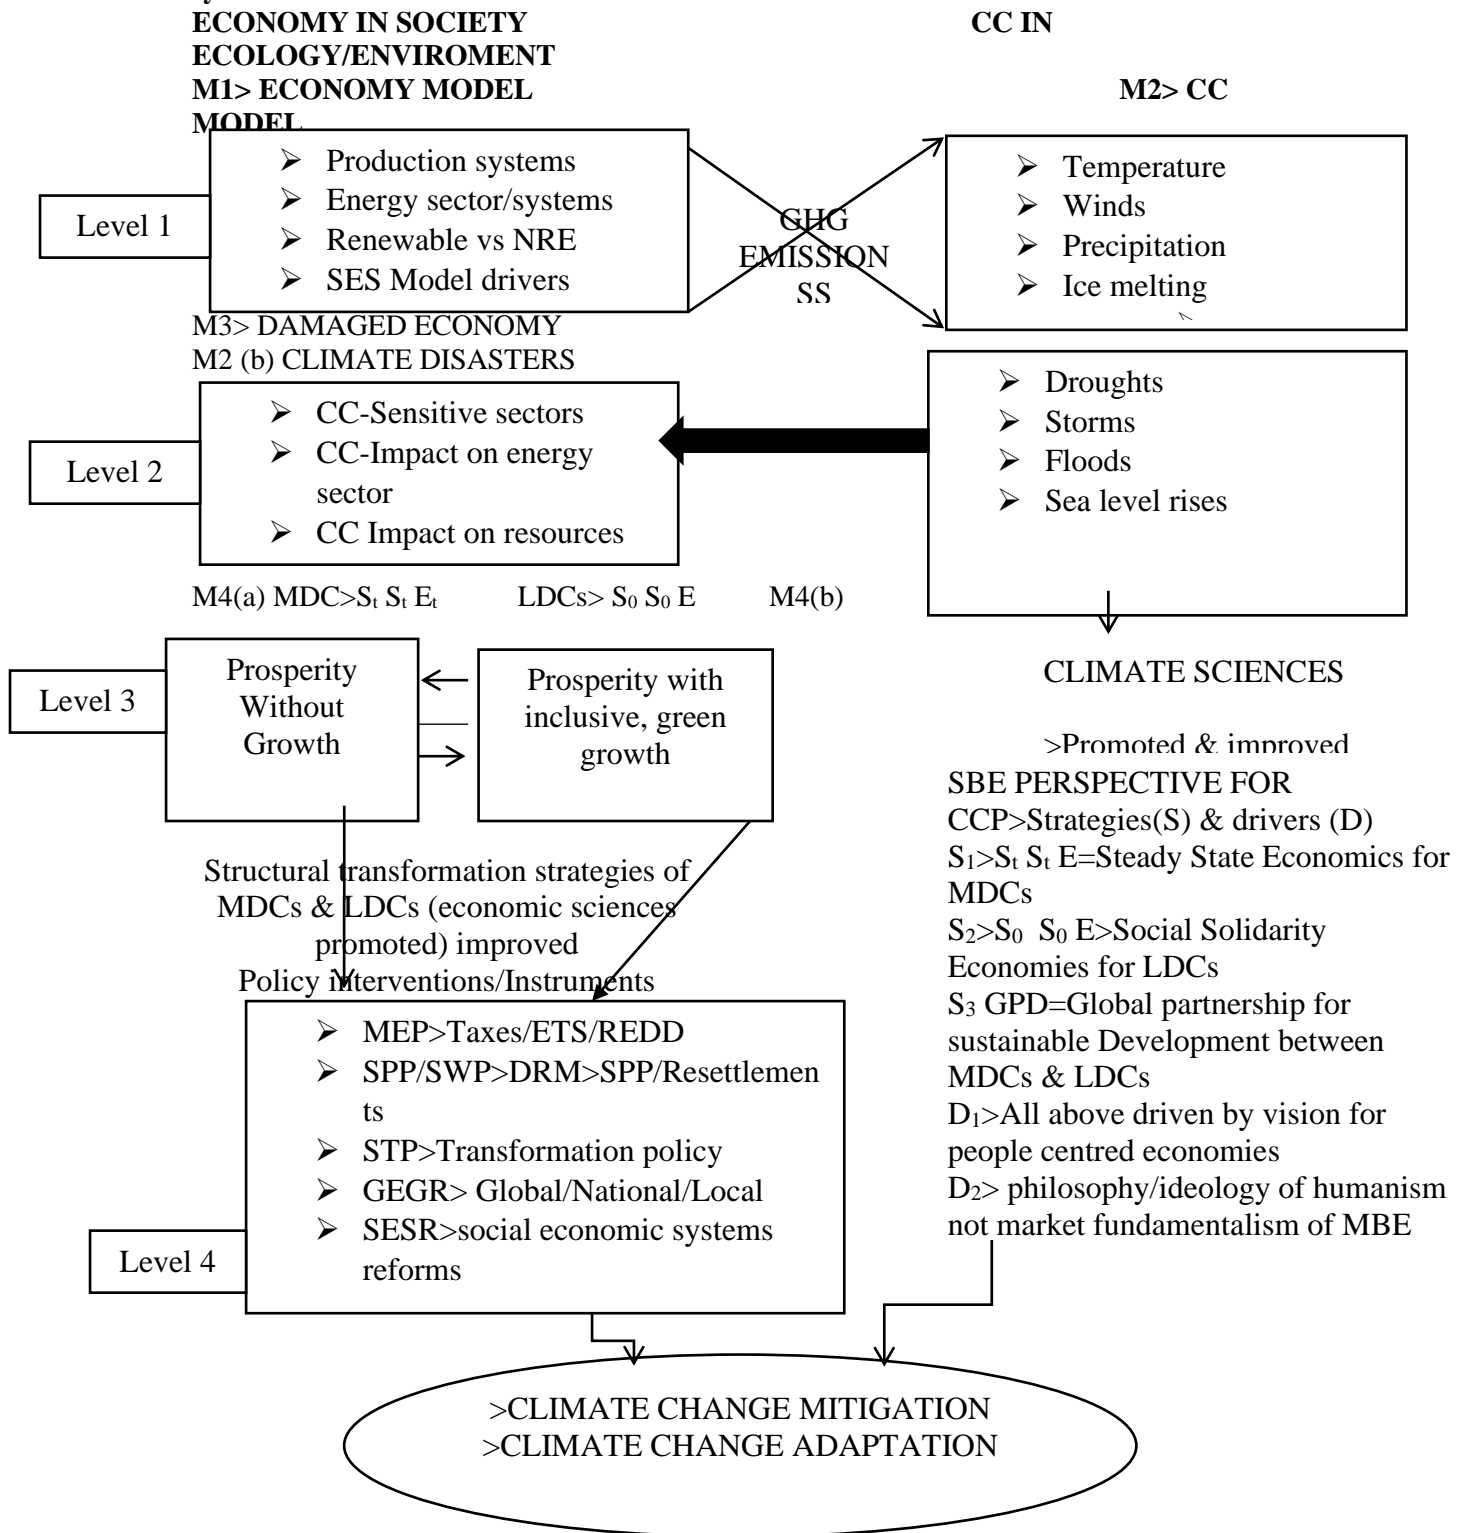 ECONOMY IN SOCIETY
CC IN
ECOLOGY/ENVIROMENT
M1> ECONOMY MODEL
M2> CC
MODEL
Level 1
➢ Production systems
➢ Energy sector/systems
➢ Renewable vs NRE
➢ SES Model drivers
GHG
EMISSION
SS
➢ Temperature
➢ Winds
➢ Precipitation
➢ Ice melting
M3> DAMAGED ECONOMY
M2 (b) CLIMATE DISASTERS
Level 2
➢ CC-Sensitive sectors
➢ CC-Impact on energy
sector
➢ CC Impact on resources
➢ Droughts
➢ Storms
➢ Floods
➢ Sea level rises
M4(a) MDC>Sₜ Sₜ Eₜ
LDCs> S₀ S₀ E
M4(b)
Level 3
Prosperity
Without
Growth
Prosperity with
inclusive, green
growth
CLIMATE SCIENCES
>Promoted & improved
Structural transformation strategies of
MDCs & LDCs (economic sciences
promoted) improved
Policy interventions/Instruments
SBE PERSPECTIVE FOR
CCP>Strategies(S) & drivers (D)
S₁>Sₜ Sₜ E=Steady State Economics for
MDCs
S₂>S₀ S₀ E>Social Solidarity
Economies for LDCs
S₃ GPD=Global partnership for
sustainable Development between
MDCs & LDCs
D₁>All above driven by vision for
people centred economies
D₂> philosophy/ideology of humanism
not market fundamentalism of MBE
Level 4
➢ MEP>Taxes/ETS/REDD
➢ SPP/SWP>DRM>SPP/Resettlemen
ts
➢ STP>Transformation policy
➢ GEGR> Global/National/Local
➢ SESR>social economic systems
reforms
>CLIMATE CHANGE MITIGATION
>CLIMATE CHANGE ADAPTATION